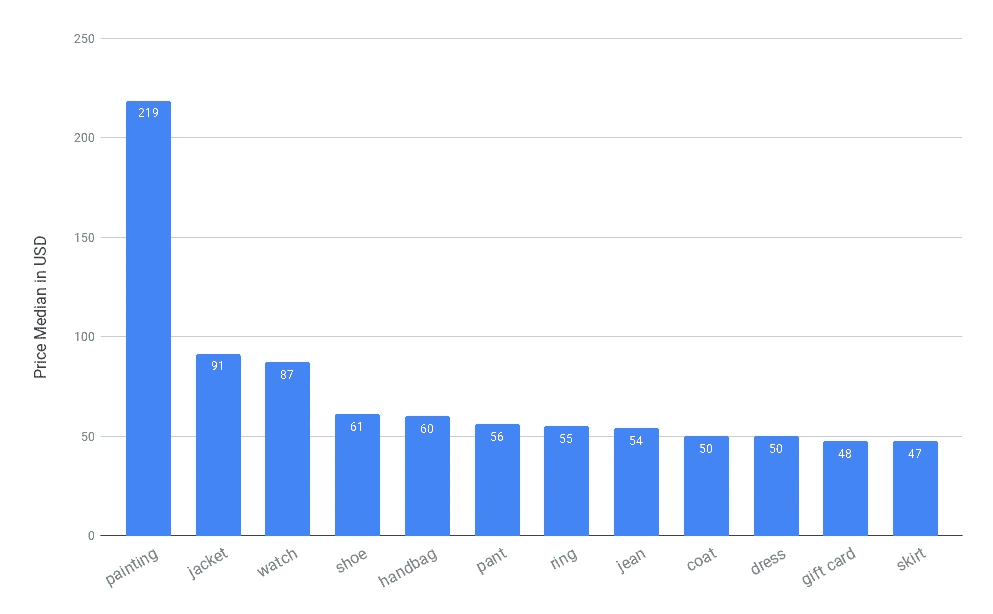 250
200
150
100
50
0
Price Median in USD
219
91
87
61
60
56
55
54
50
50
48
47
painting
jacket
watch
shoe
handbag
pant
ring
jean
coat
dress
gift card
skirt